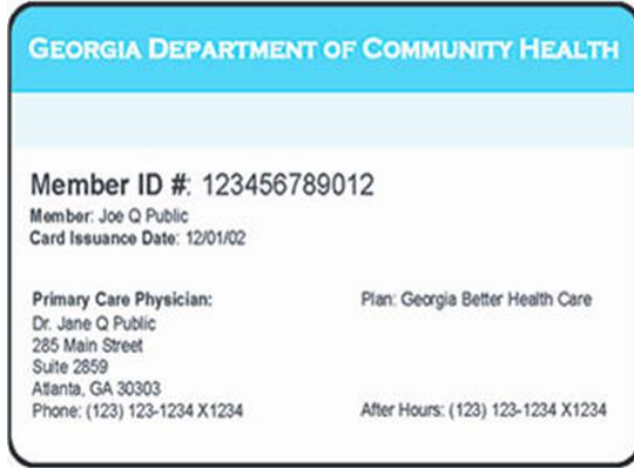 GEORGIA DEPARTMENT OF COMMUNITY HEALTH
Member ID #: 123456789012
Member: Joe Q Public
Card Issuance Date: 12/01/02
Primary Care Physician:
Dr. Jane Q Public
285 Main Street
Suite 2859
Atlanta, GA 30303
Phone: (123) 123-1234 X1234
Plan: Georgia Better Health Care
After Hours: (123) 123-1234 X1234